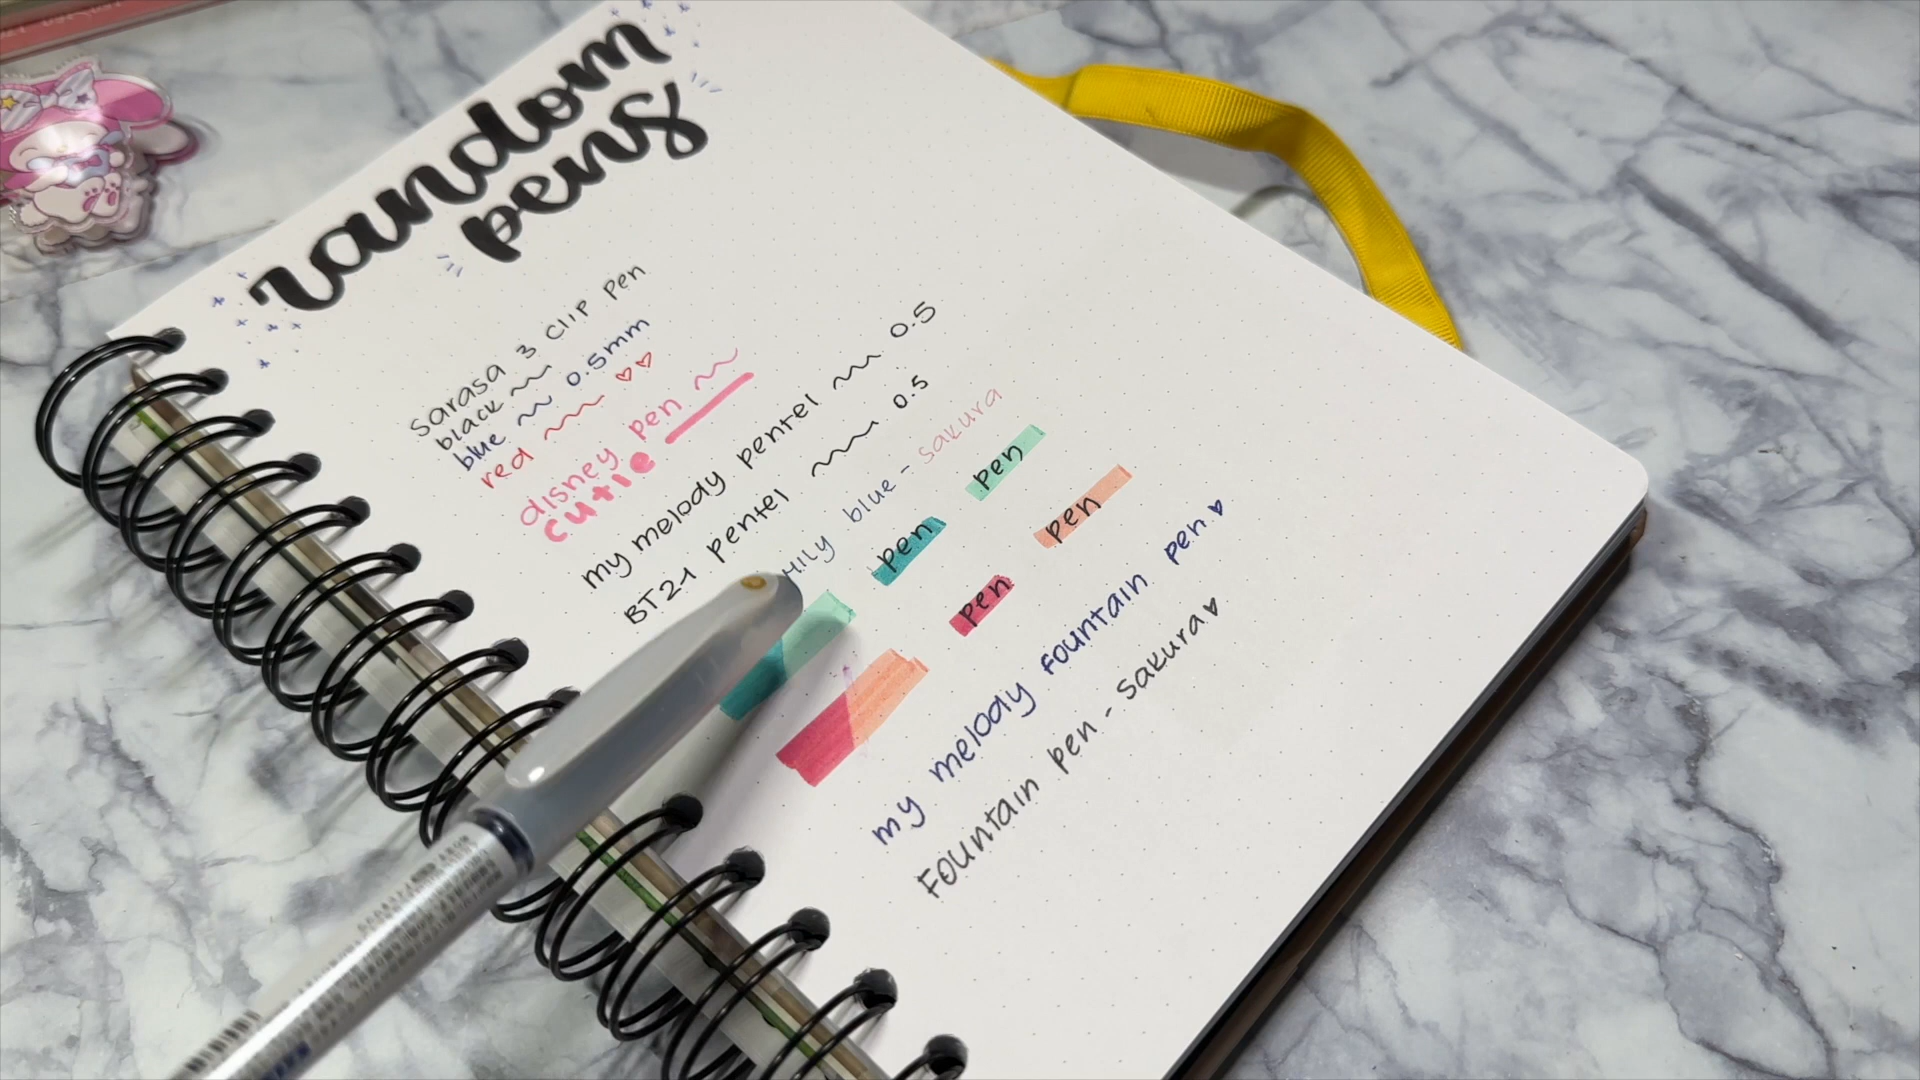 random
pens
sarasa 3 clip pen
black
blue 0.5mm
red
disney pen
cutie
my melody pentel 0.5
BT21 pentel 0.5
blue - sakura
pen pen
pen pen
my melody fountain pen
Fountain pen - sakura